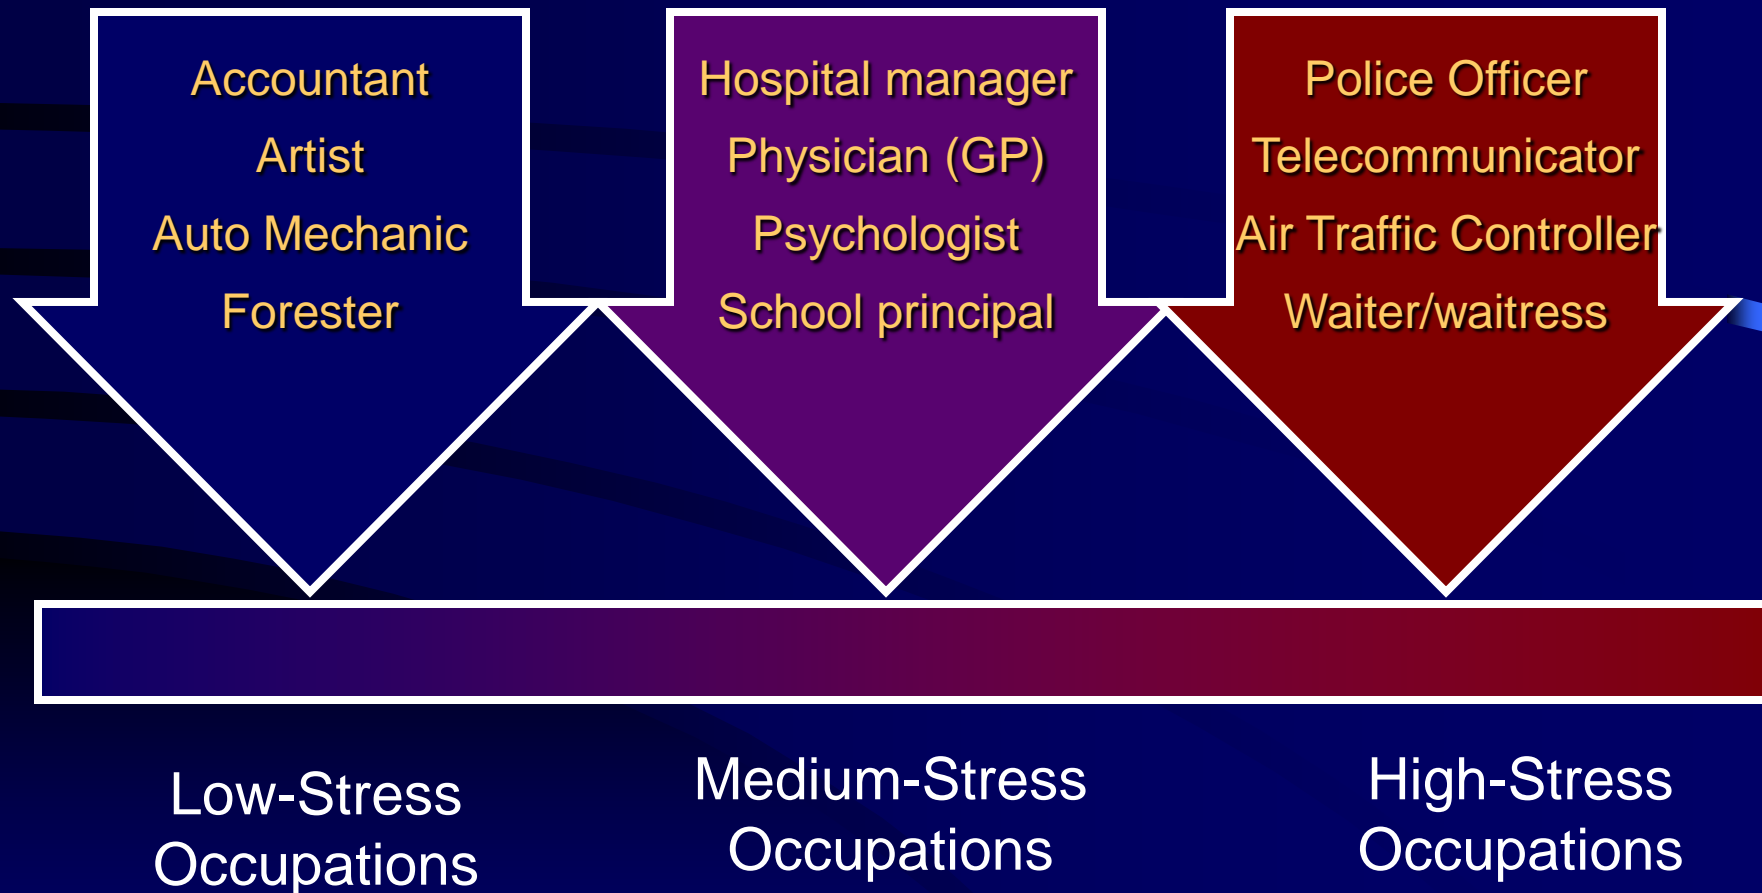 Accountant
Artist
Auto Mechanic
Forester
Hospital manager
Physician (GP)
Psychologist
School principal
Police Officer
Telecommunicator
Air Traffic Controller
Waiter/waitress
Low-Stress
Occupations
Medium-Stress
Occupations
High-Stress
Occupations